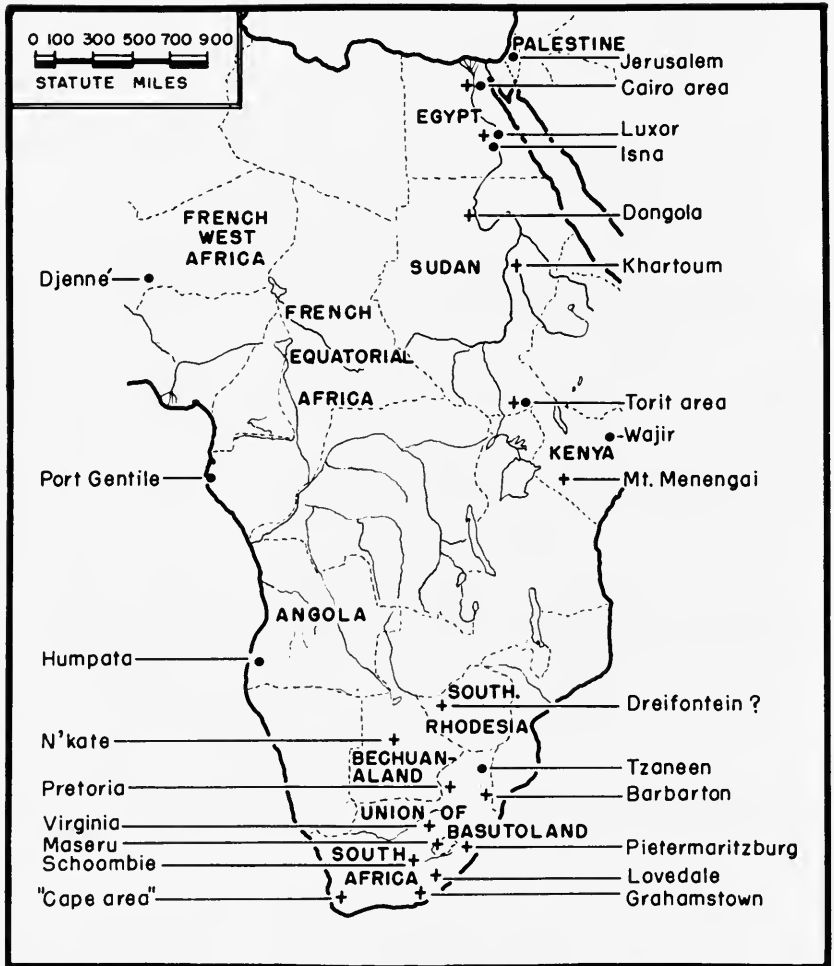 0 100 300 500 700 900
STATUTE MILES
PALESTINE
Jerusalem
Cairo area
EGYPT
Luxor
Isna
Dongola
FRENCH
WEST
AFRICA
SUDAN
Khartoum
Djenné
FRENCH
EQUATORIAL
AFRICA
Torit area
Wajir
KENYA
Port Gentile
Mt. Menengai
ANGOLA
Humpata
SOUTH.
RHODESIA
Dreifontein ?
N'kate
BECHUAN-
ALAND
Tzaneen
Pretoria
Barbarton
UNION OF
SOUTH
AFRICA
Virginia
BASUTOLAND
Maseru
Pietermaritzburg
Schoombie
Lovedale
"Cape area"
Grahamstown